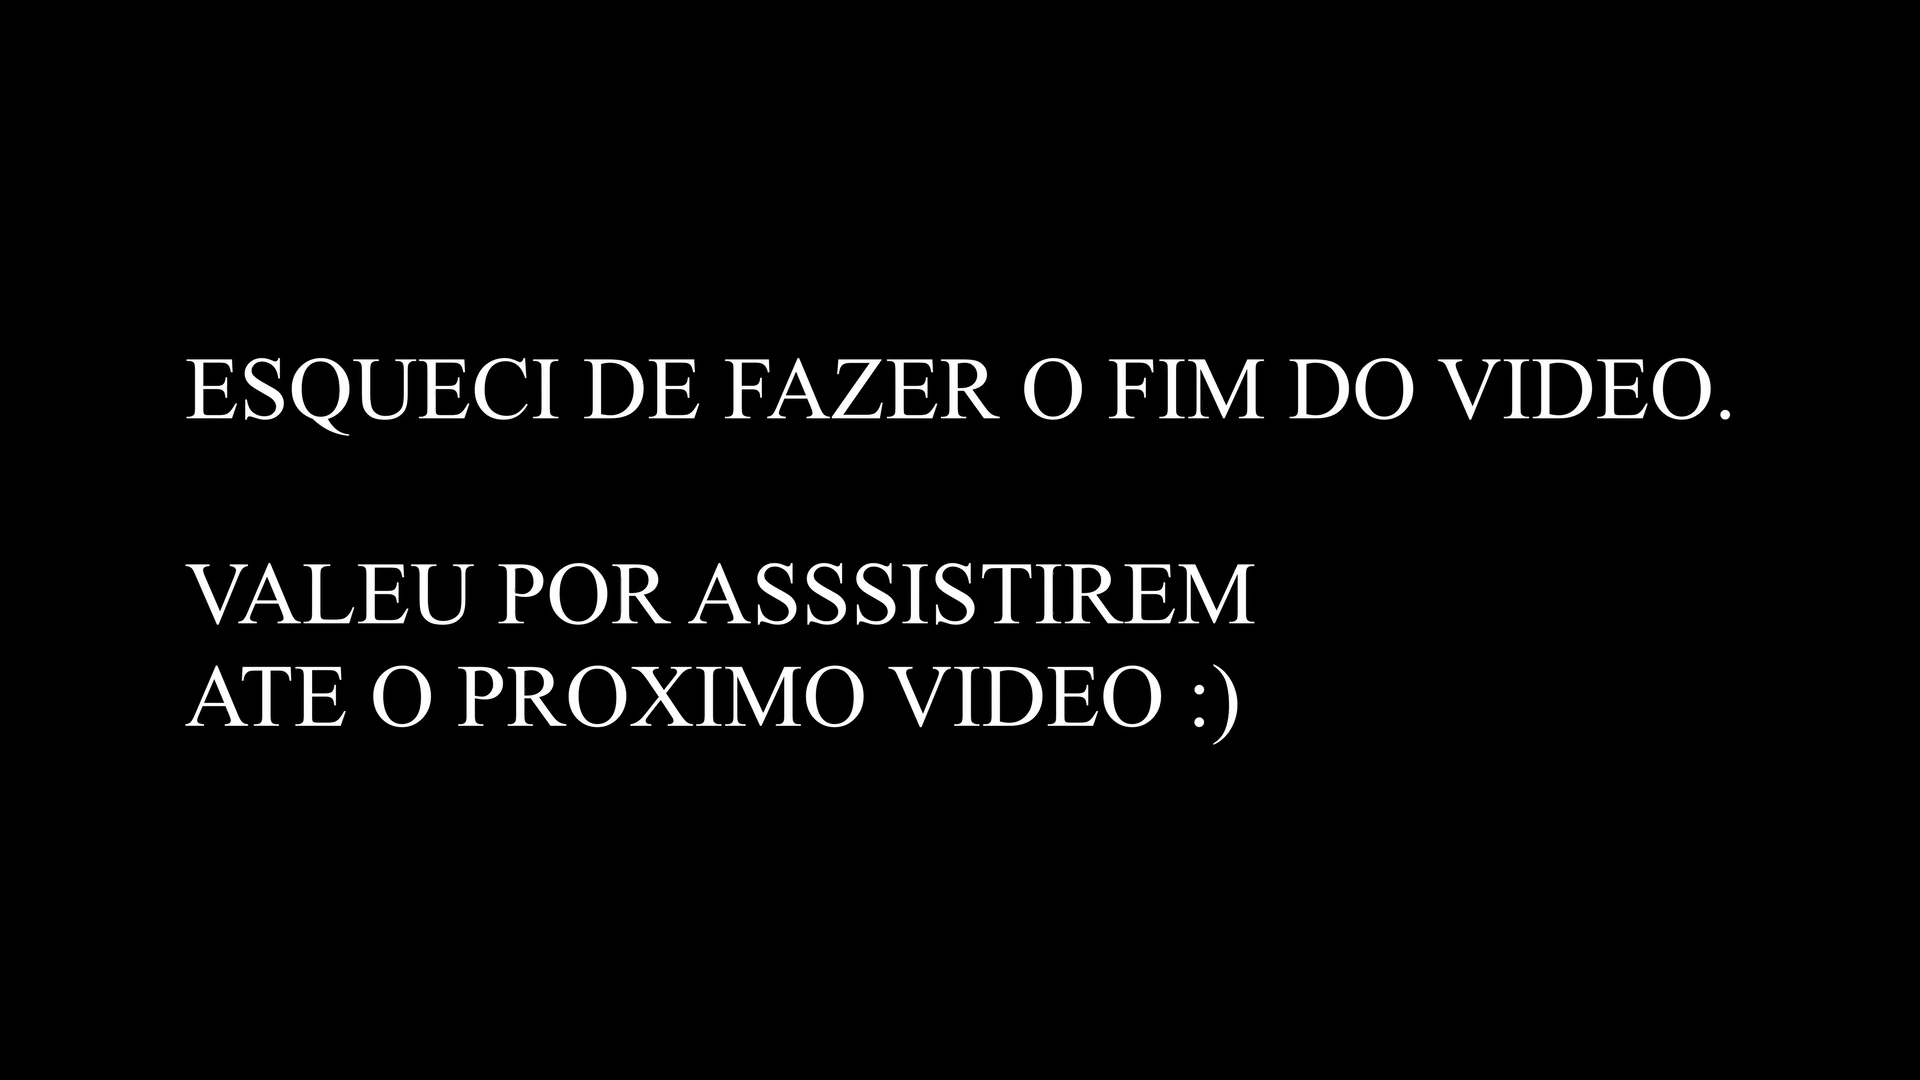 ESQUECI DE FAZER O FIM DO VIDEO.
VALEU POR ASSSISTIREM
ATE O PROXIMO VIDEO :)